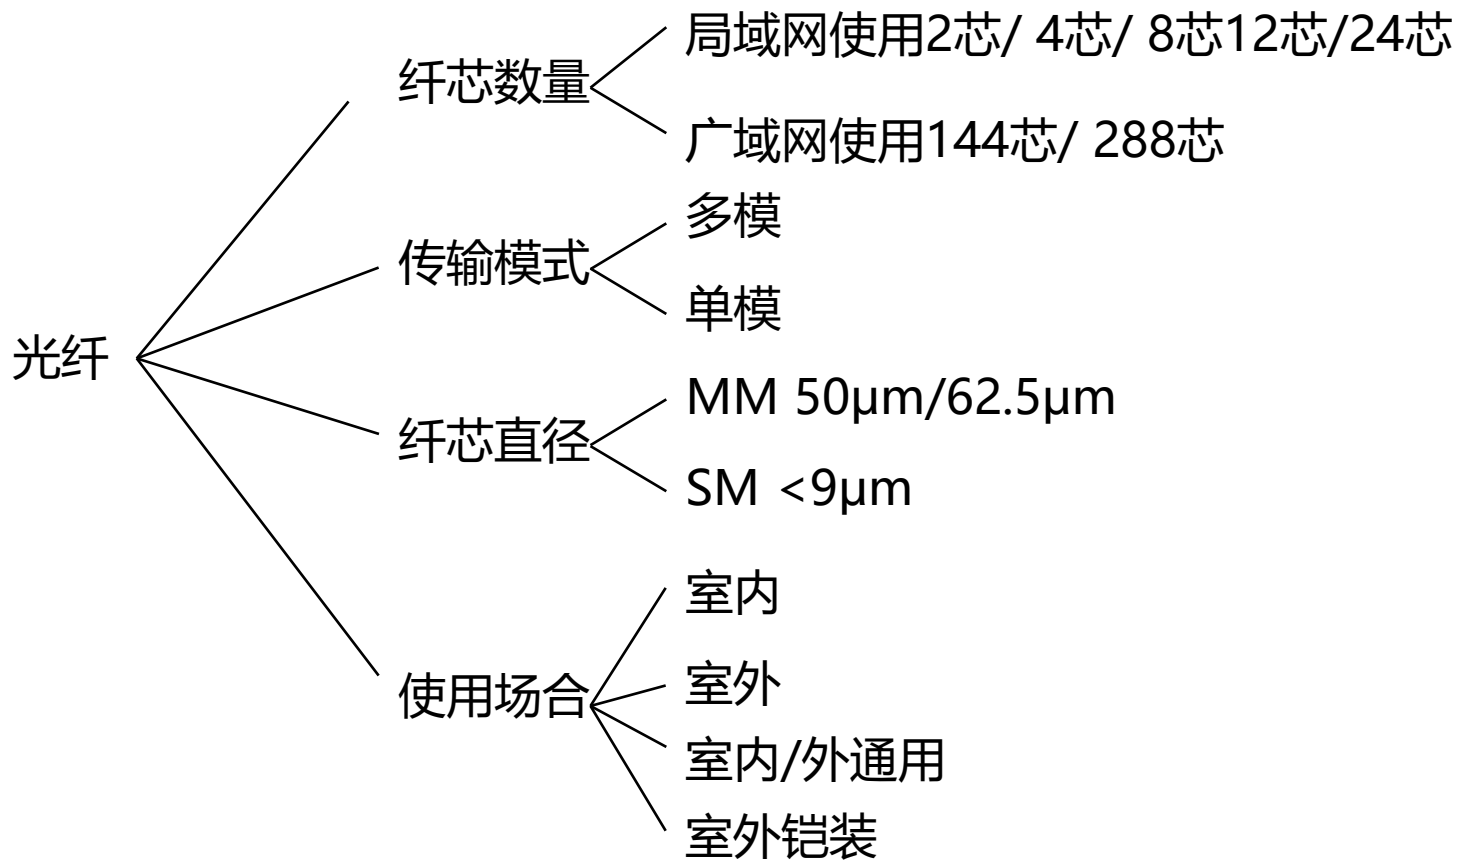 光纤
纤芯数量
局域网使用2芯/ 4芯/ 8芯12芯/24芯
广域网使用144芯/ 288芯
传输模式
多模
单模
纤芯直径
MM 50μm/62.5μm
SM <9μm
使用场合
室内
室外
室内/外通用
室外铠装